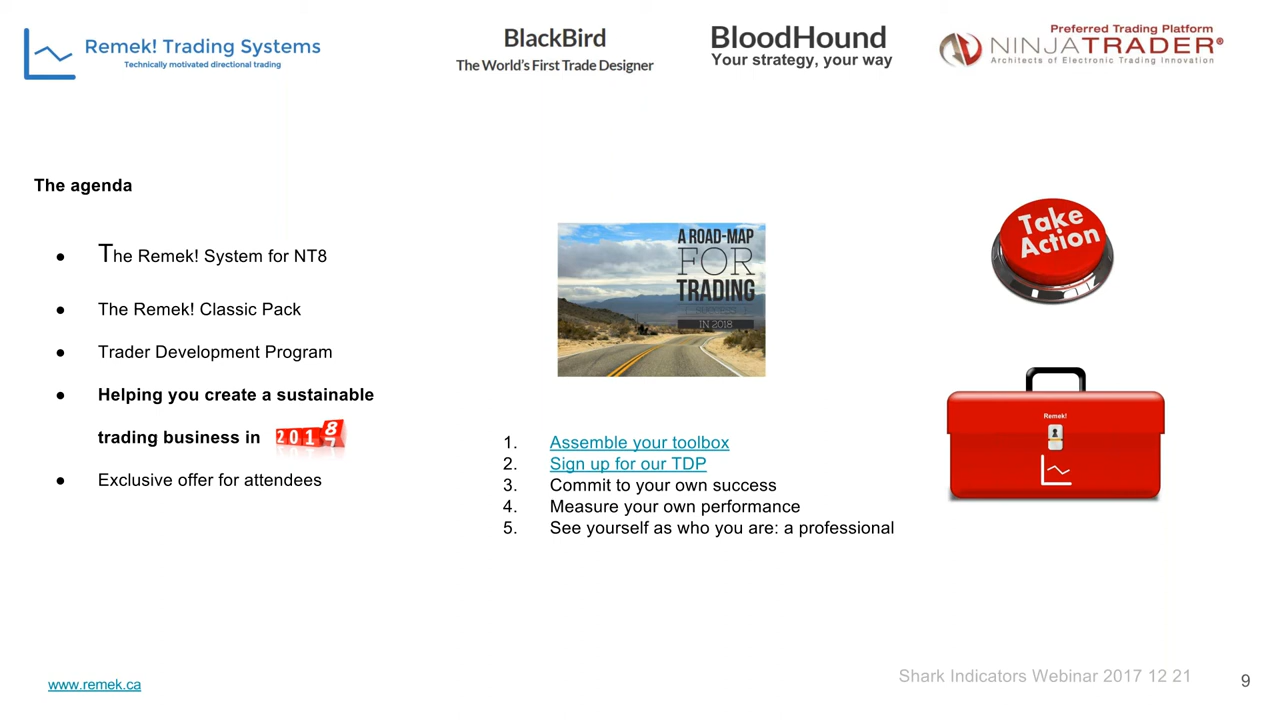 Remek! Trading Systems
Technically motivated directional trading
BlackBird
The World's First Trade Designer
BloodHound
Your strategy, your way
Preferred Trading Platform
NINJATRADER®
Architects of Electronic Trading Innovation
The agenda
● The Remek! System for NT8
● The Remek! Classic Pack
● Trader Development Program
● Helping you create a sustainable
trading business in 201
8
7
● Exclusive offer for attendees
A ROAD-MAP
FOR
TRADING
IN 2018
1. Assemble your toolbox
2. Sign up for our TDP
3. Commit to your own success
4. Measure your own performance
5. See yourself as who you are: a professional
Take
Action
Remek!
www.remek.ca
Shark Indicators Webinar 2017 12 21
9